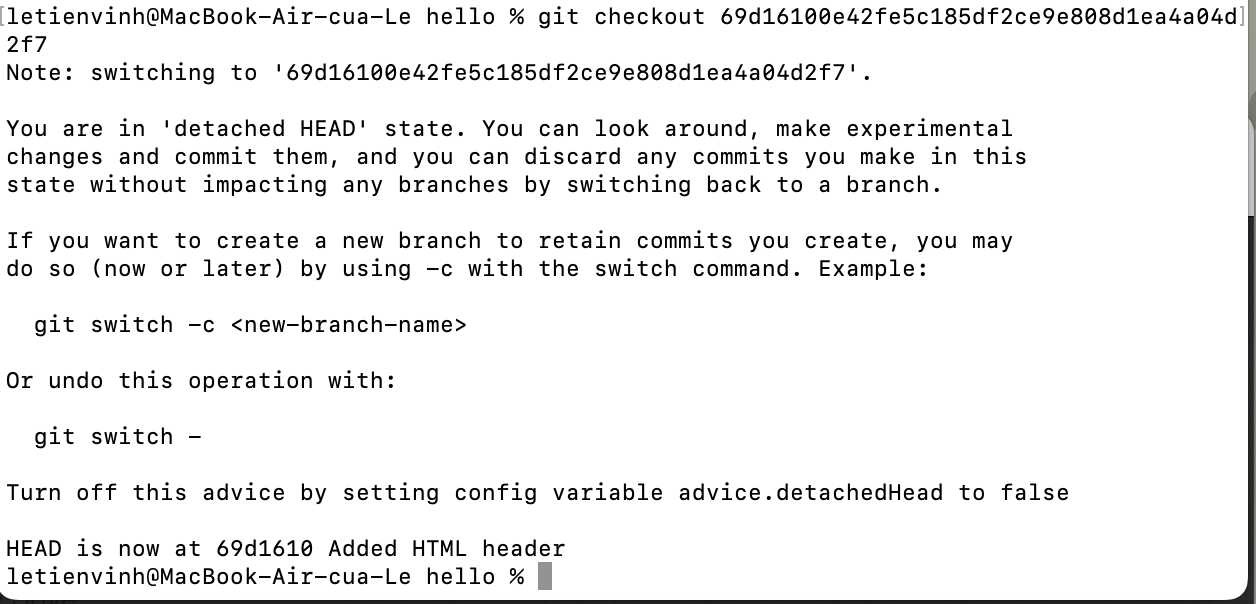 [letienvinh@MacBook-Air-cua-Le hello % git checkout 69d16100e42fe5c185df2ce9e808d1ea4a04d]
2f7
Note: switching to '69d16100e42fe5c185df2ce9e808d1ea4a04d2f7'.
You are in 'detached HEAD' state. You can look around, make experimental
changes and commit them, and you can discard any commits you make in this
state without impacting any branches by switching back to a branch.
If you want to create a new branch to retain commits you create, you may
do so (now or later) by using -c with the switch command. Example:
git switch -c <new-branch-name>
Or undo this operation with:
git switch -
Turn off this advice by setting config variable advice.detachedHead to false
HEAD is now at 69d1610 Added HTML header
letienvinh@MacBook-Air-cua-Le hello %